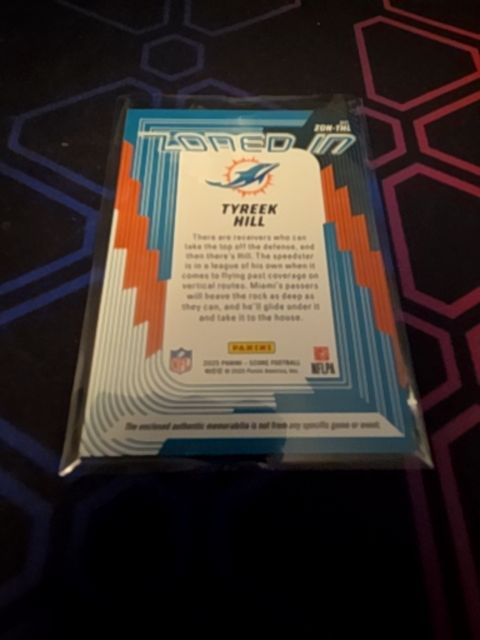 NO.
ZON-THL
ZONED IN
TYREEK
HILL
There are receivers who can
take the top off the defense, and
then there's Hill. The speedster
is in a league of his own when it
comes to flying past coverage on
vertical routes. Miami's passers
will heave the rock as deep as
they can, and he'll glide under it
and take it to the house.
PANINI
NFL
2025 PANINI – SCORE FOOTBALL
© 2025 Panini America, Inc.
NFLPA
The enclosed authentic memorabilia is not from any specific game or event.